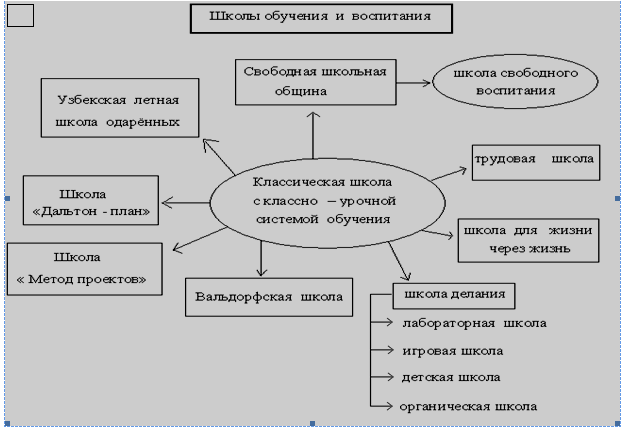 Школы обучения и воспитания
Свободная школьная
община
школа свободного
воспитания
Узбекская летная
школа одарённых
трудовая школа
Классическая школа
с классно – урочной
системой обучения
Школа
«Дальтон - план»
школа для жизни
через жизнь
Школа
« Метод проектов»
Вальдорфская школа
школа делания
лабораторная школа
игровая школа
детская школа
органическая школа